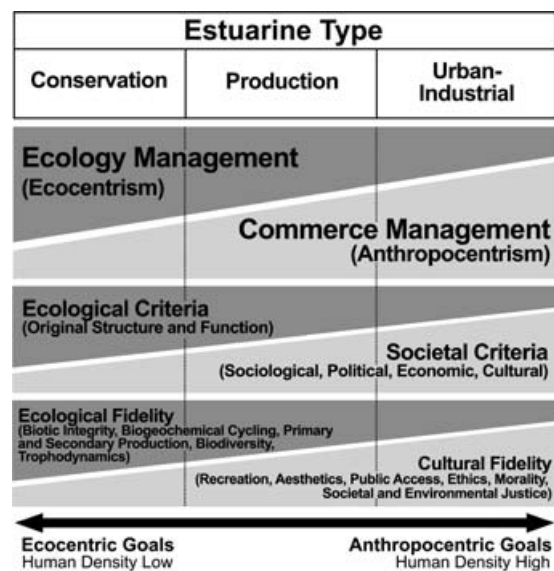 Estuarine Type
Conservation
Production
Urban-
Industrial
Ecology Management
(Ecocentrism)
Commerce Management
(Anthropocentrism)
Ecological Criteria
(Original Structure and Function)
Societal Criteria
(Sociological, Political, Economic, Cultural)
Ecological Fidelity
(Biotic Integrity, Biogeochemical Cycling, Primary
and Secondary Production, Biodiversity,
Trophodynamics)
Cultural Fidelity
(Recreation, Aesthetics, Public Access, Ethics, Morality,
Societal and Environmental Justice)
Ecocentric Goals
Human Density Low
Anthropocentric Goals
Human Density High